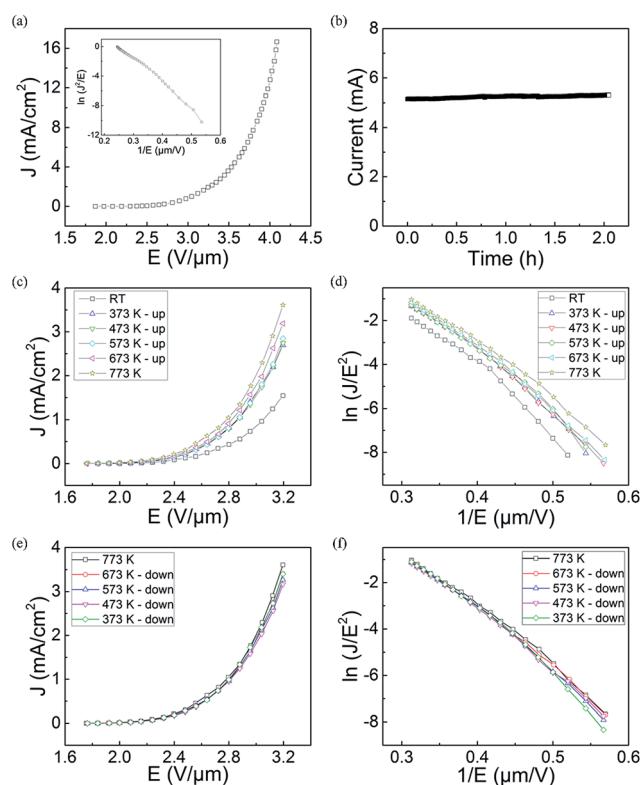 (a)
J (mA/cm²)
16
12
8
4
0
1.5 2.0 2.5 3.0 3.5 4.0 4.5
E (V/μm)
ln (J²/E)
0
-4
-8
-12
0.2 0.3 0.4 0.5 0.6
1/E (μm/V)
(b)
Current (mA)
8
6
4
2
0
0.0 0.5 1.0 1.5 2.0
Time (h)
(c)
J (mA/cm²)
4
3
2
1
0
RT
373 K - up
473 K - up
573 K - up
673 K - up
773 K
1.6 2.0 2.4 2.8 3.2
E (V/μm)
(d)
ln (J/E²)
-2
-4
-6
-8
RT
373 K - up
473 K - up
573 K - up
673 K - up
773 K
0.3 0.4 0.5 0.6
1/E (μm/V)
(e)
J (mA/cm²)
4
3
2
1
0
773 K
673 K - down
573 K - down
473 K - down
373 K - down
1.6 2.0 2.4 2.8 3.2
E (V/μm)
(f)
ln (J/E²)
-2
-4
-6
-8
773 K
673 K - down
573 K - down
473 K - down
373 K - down
0.3 0.4 0.5 0.6
1/E (μm/V)